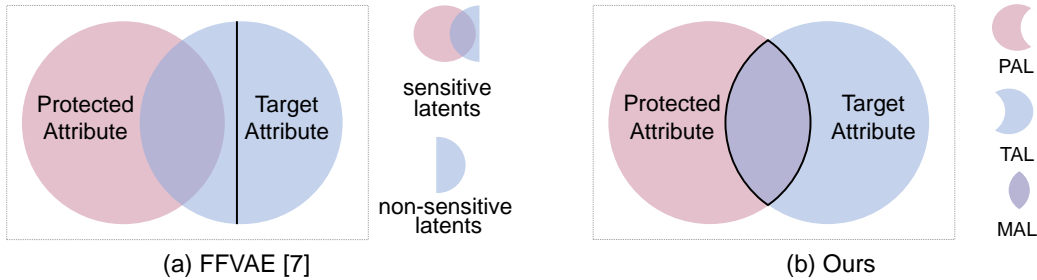 Protected
Attribute
Target
Attribute
sensitive
latents
non-sensitive
latents
(a) FFVAE [7]
Protected
Attribute
Target
Attribute
PAL
TAL
MAL
(b) Ours